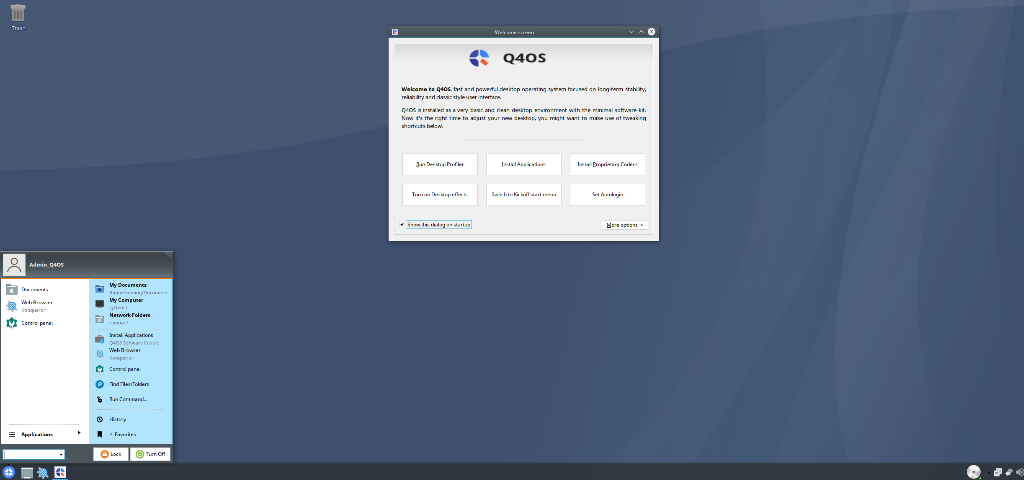 Trash
Welcome screen
Q4OS
Welcome to Q4OS, fast and powerful desktop operating system focused on long-term stability,
reliability and classic style user interface.
Q4OS is installed as a very basic and clean desktop environment with the minimal software kit.
Now it's the right time to adjust your new desktop, you might want to make use of tweaking
shortcuts below.
Run Desktop Profiler
Install Applications
Install Proprietary Codecs
Turn on Desktop effects
Switch to Kickoff start menu
Set Autologin
Show this dialog on startup
More options
Admin_Q4OS
Documents
Web Browser
Konqueror
Control panel
Applications
My Documents
My Computer
system:/
Network Folders
remote:/
Install Applications
Q4OS Software Centre
Web Browser
Konqueror
Control panel
Find Files/Folders
Run Command...
History
< Favorites
Lock
Turn Off